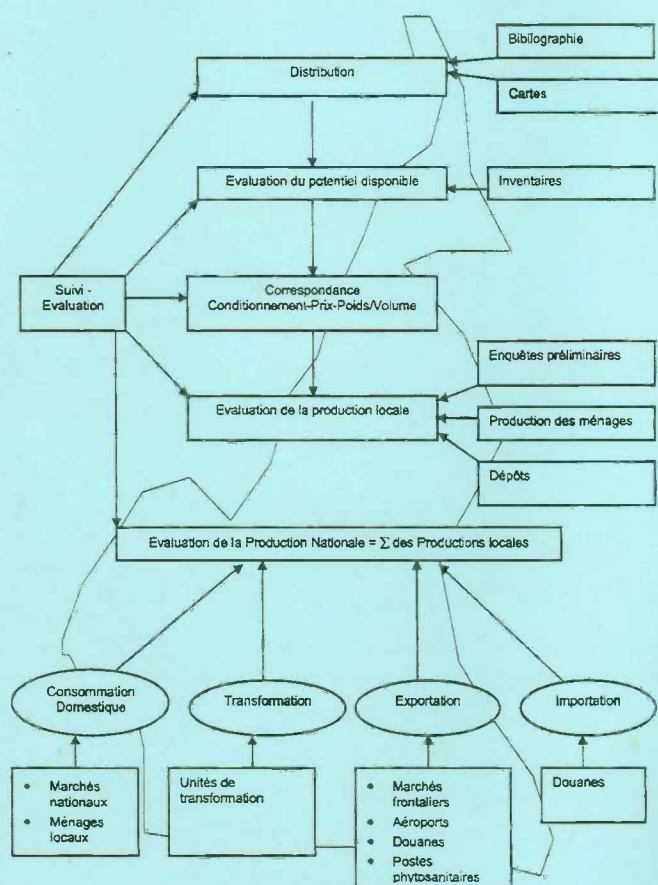 Bibliographie
Distribution
Cartes
Evaluation du potentiel disponible
Inventaires
Suivi -
Evaluation
Correspondance
Conditionnement-Prix-Poids/Volume
Enquêtes préliminaires
Evaluation de la production locale
Production des ménages
Dépôts
Evaluation de la Production Nationale = ∑ des Productions locales
Consommation
Domestique
Transformation
Exportation
Importation
• Marchés
nationaux
• Ménages
locaux
Unités de
transformation
• Marchés
frontaliers
• Aéroports
• Douanes
• Postes
phytosanitaires
Douanes